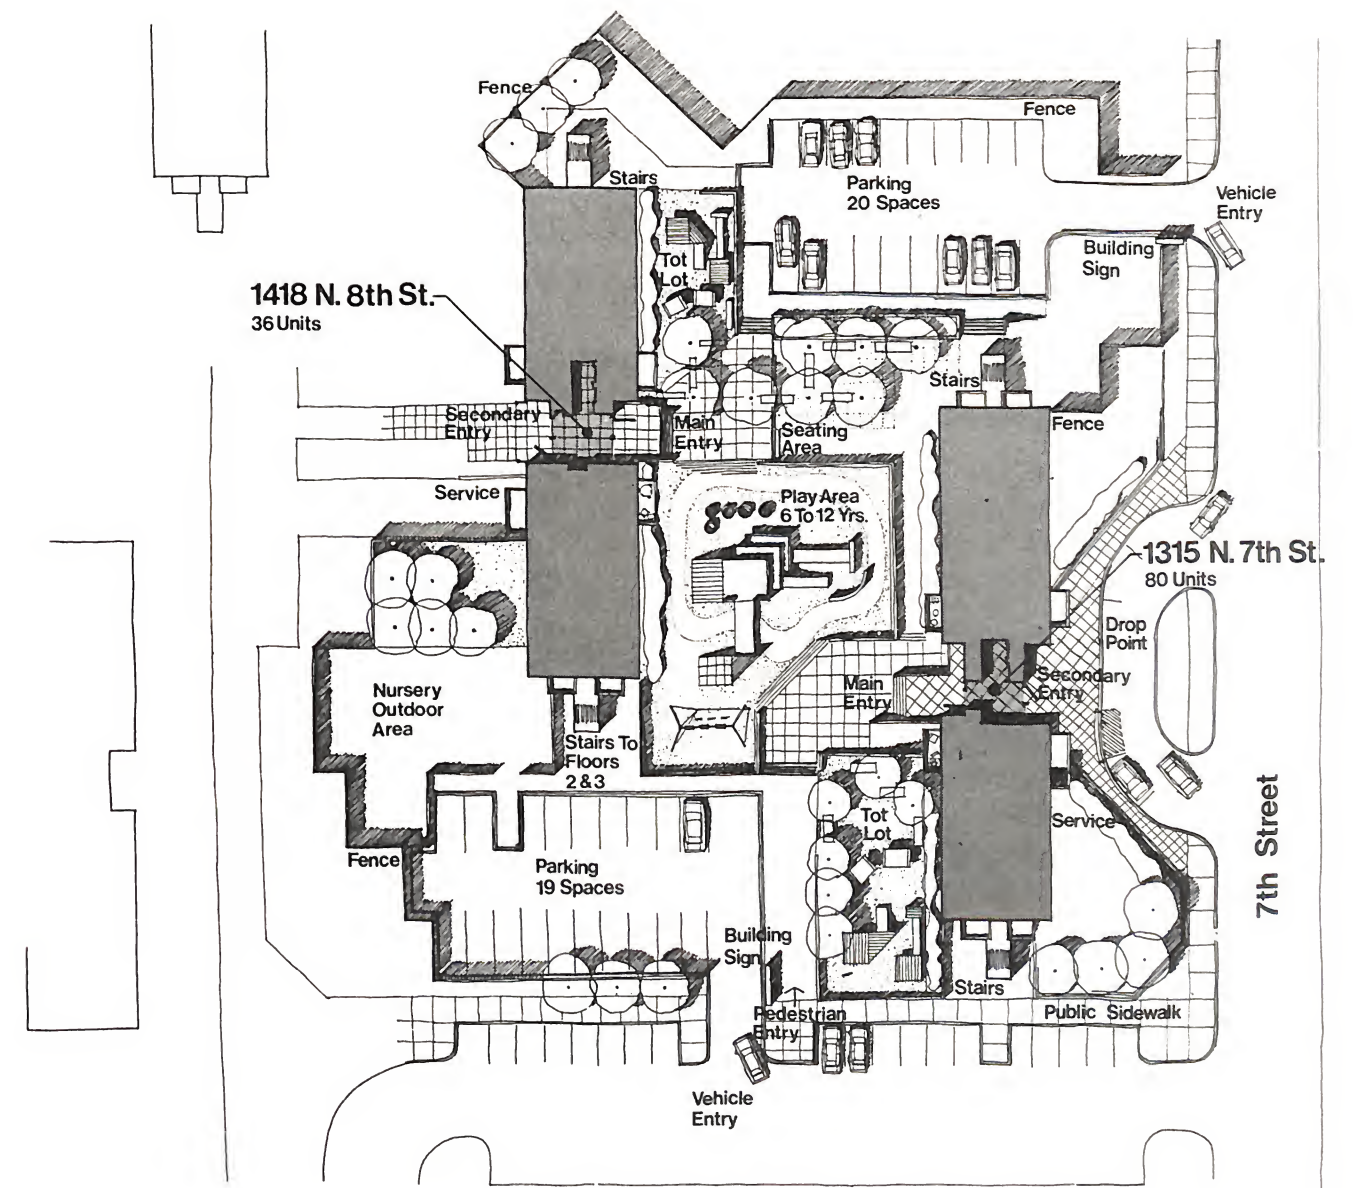 Fence
Fence
Stairs
Parking
20 Spaces
Vehicle
Entry
Building
Sign
Tot
Lot
1418 N. 8th St.
36 Units
Stairs
Secondary
Entry
Main
Entry
Seating
Area
Fence
Service
Play Area
6 To 12 Yrs.
1315 N. 7th St.
80 Units
Drop
Point
Secondary
Entry
Main
Entry
Nursery
Outdoor
Area
Stairs To
Floors
2 & 3
7th Street
Tot
Lot
Service
Fence
Parking
19 Spaces
Building
Sign
Stairs
Pedestrian
Entry
Public Sidewalk
Vehicle
Entry